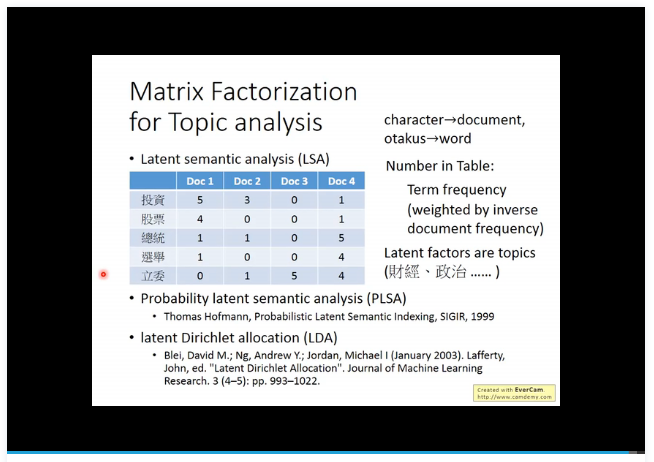 Matrix Factorization
for Topic analysis
character→document,
otakus→word
• Latent semantic analysis (LSA)
Number in Table:
Doc 1 Doc 2 Doc 3 Doc 4
投資 5 3 0 1
股票 4 0 0 1
總統 1 1 0 5
選舉 1 0 0 4
立委 0 1 5 4
Term frequency
(weighted by inverse
document frequency)
Latent factors are topics
(財經、政治 …… )
• Probability latent semantic analysis (PLSA)
• Thomas Hofmann, Probabilistic Latent Semantic Indexing, SIGIR, 1999
• latent Dirichlet allocation (LDA)
• Blei, David M.; Ng, Andrew Y.; Jordan, Michael I (January 2003). Lafferty,
John, ed. "Latent Dirichlet Allocation". Journal of Machine Learning
Research. 3 (4–5): pp. 993–1022.
Created with EverCam.
http://www.camdemy.com